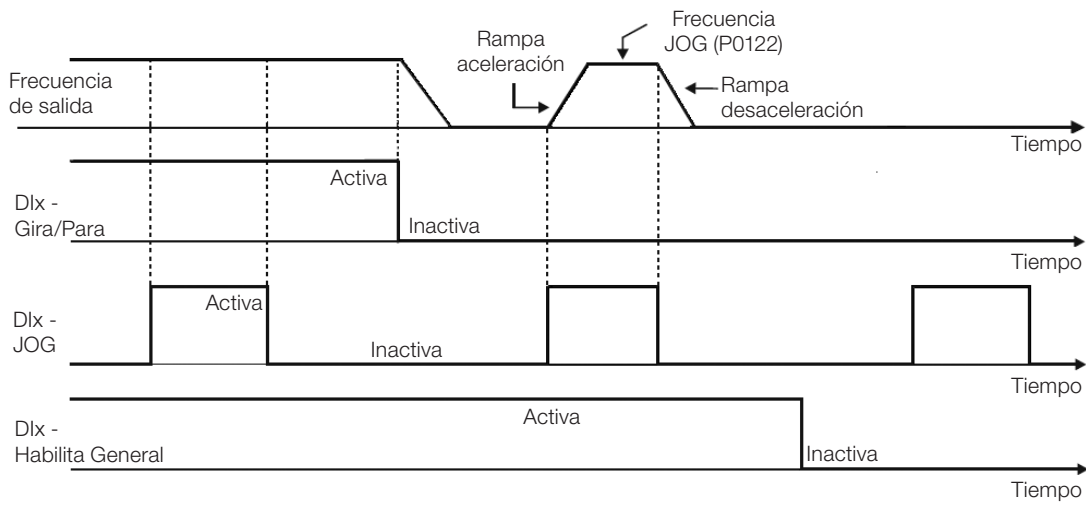 Frecuencia
JOG (P0122)
Rampa
aceleración
Frecuencia
de salida
Rampa
desaceleración
Tiempo
Activa
DIx -
Gira/Para
Inactiva
Tiempo
Activa
DIx -
JOG
Inactiva
Tiempo
Activa
DIx -
Habilita General
Inactiva
Tiempo